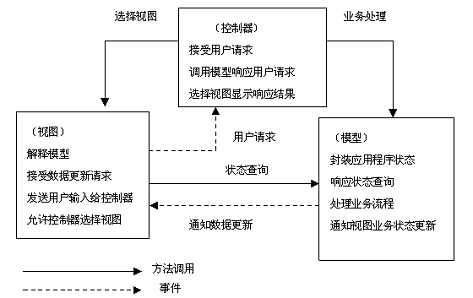 选择视图
业务处理
（控制器）
接受用户请求
调用模型响应用户请求
选择视图显示响应结果
（视图）
解释模型
接受数据更新请求
发送用户输入给控制器
允许控制器选择视图
用户请求
状态查询
通知数据更新
（模型）
封装应用程序状态
响应状态查询
处理业务流程
通知视图业务状态更新
方法调用
事件